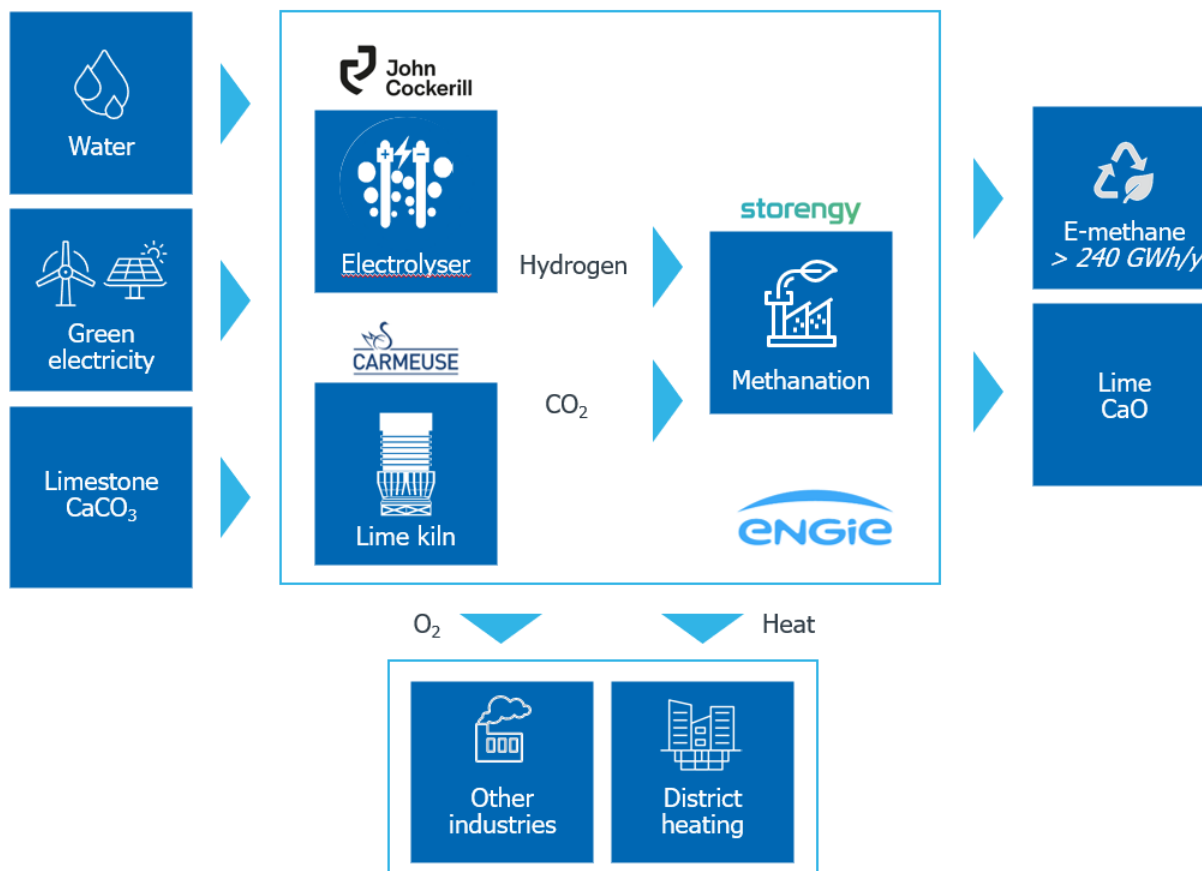 John
Cockerill
Water
Electrolyser
Hydrogen
storengy
E-methane
> 240 GWh/y
Green
electricity
CARMEUSE
Methanation
CO₂
Lime
CaO
Limestone
CaCO₃
Lime kiln
ENGIE
O₂
Heat
Other
industries
District
heating